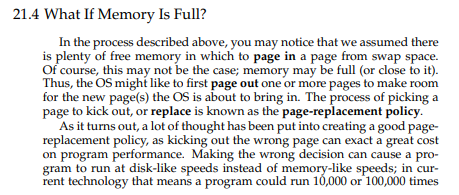 21.4 What If Memory Is Full?
In the process described above, you may notice that we assumed there
is plenty of free memory in which to page in a page from swap space.
Of course, this may not be the case; memory may be full (or close to it).
Thus, the OS might like to first page out one or more pages to make room
for the new page(s) the OS is about to bring in. The process of picking a
page to kick out, or replace is known as the page-replacement policy.
As it turns out, a lot of thought has been put into creating a good page-
replacement policy, as kicking out the wrong page can exact a great cost
on program performance. Making the wrong decision can cause a pro-
gram to run at disk-like speeds instead of memory-like speeds; in cur-
rent technology that means a program could run 10,000 or 100,000 times